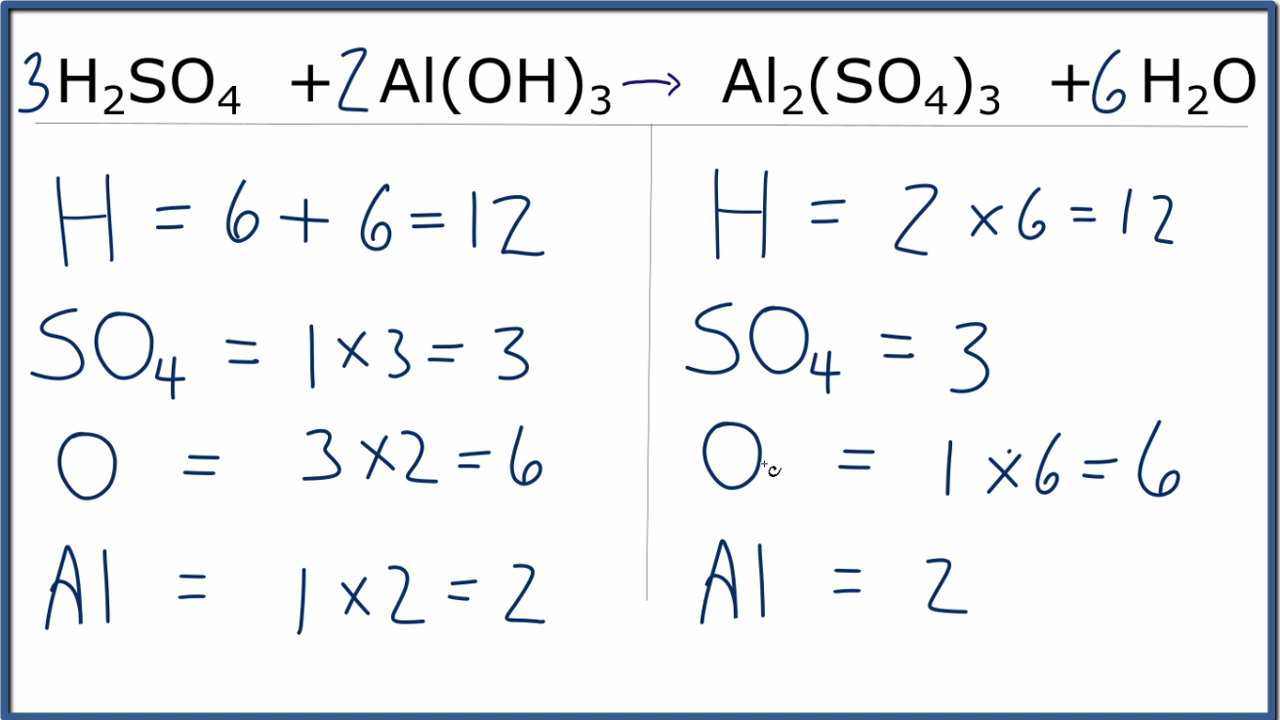 3H₂SO₄ + 2Al(OH)₃ → Al₂(SO₄)₃ + 6H₂O
H = 6 + 6 = 12
H = 2 × 6 = 12
SO₄ = 1 × 3 = 3
SO₄ = 3
O = 3 × 2 = 6
O = 1 × 6 = 6
Al = 1 × 2 = 2
Al = 2